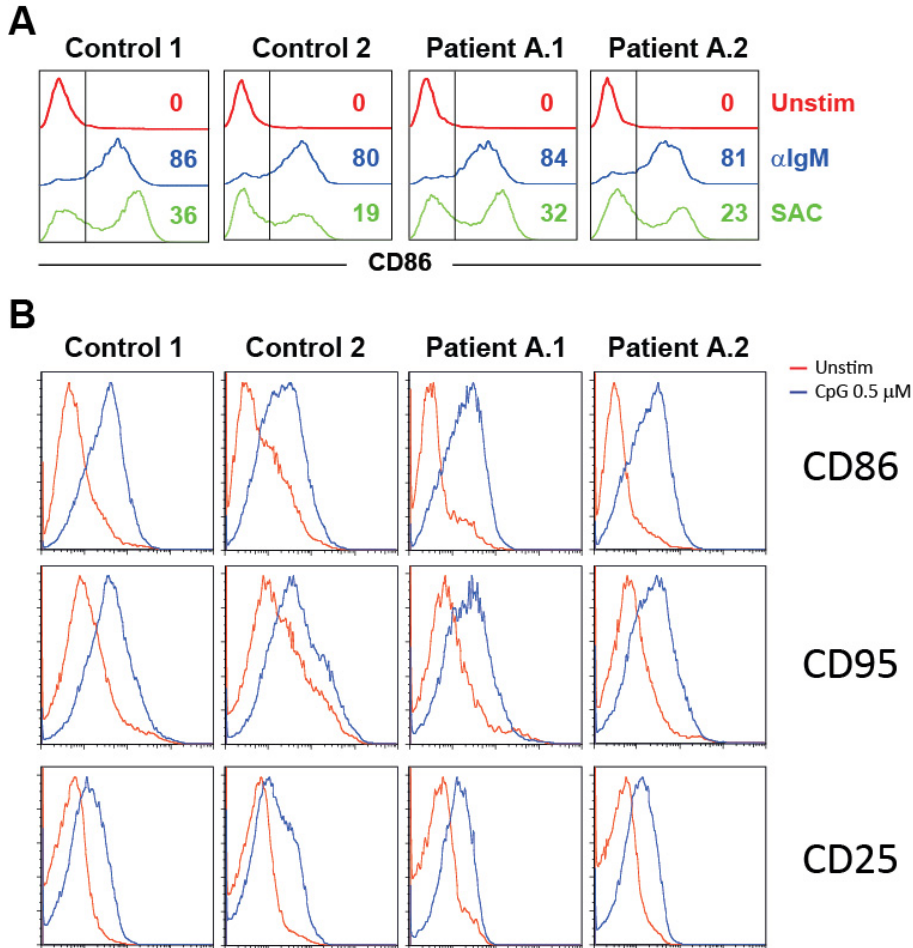 A
Control 1 Control 2 Patient A.1 Patient A.2
0 0 0 0 Unstim
86 80 84 81 αIgM
36 19 32 23 SAC
CD86
B
Control 1 Control 2 Patient A.1 Patient A.2
Unstim
CpG 0.5 μM
CD86
CD95
CD25